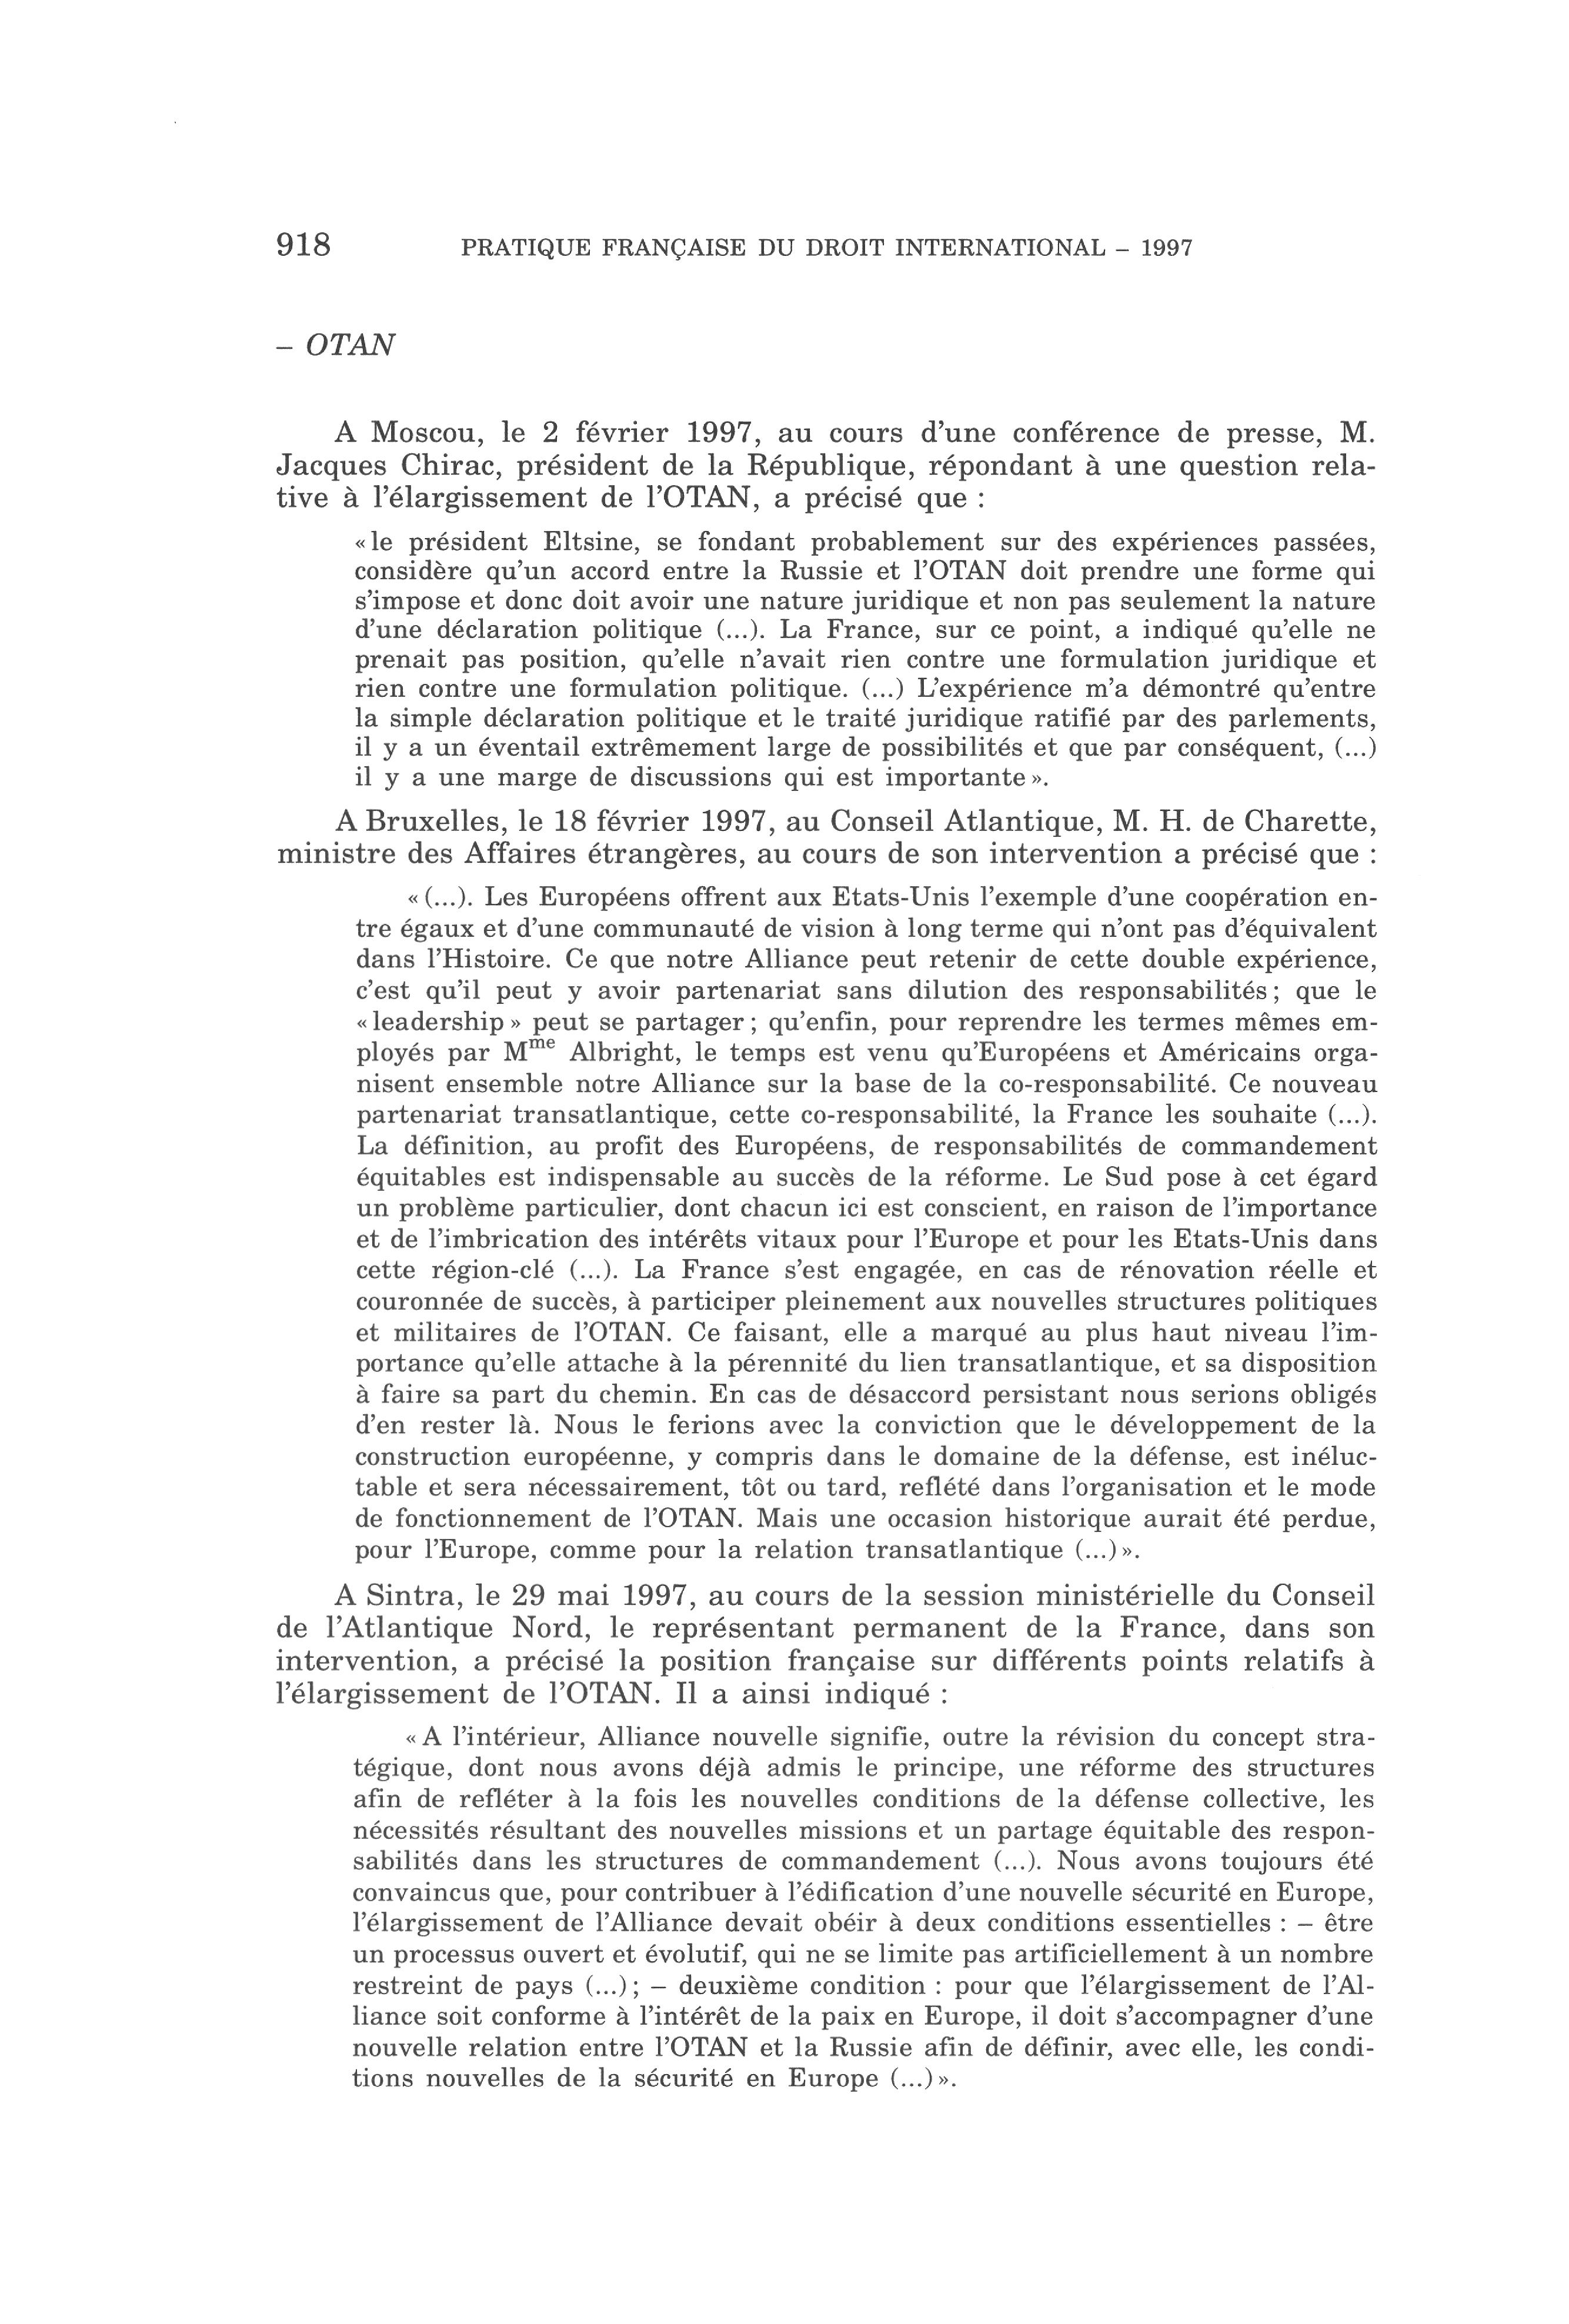 918 PRATIQUE FRANÇAISE DU DROIT INTERNATIONAL – 1997
– OTAN
A Moscou, le 2 février 1997, au cours d'une conférence de presse, M.
Jacques Chirac, président de la République, répondant à une question rela-
tive à l'élargissement de l'OTAN, a précisé que :
« le président Eltsine, se fondant probablement sur des expériences passées,
considère qu'un accord entre la Russie et l'OTAN doit prendre une forme qui
s'impose et donc doit avoir une nature juridique et non pas seulement la nature
d'une déclaration politique (...). La France, sur ce point, a indiqué qu'elle ne
prenait pas position, qu'elle n'avait rien contre une formulation juridique et
rien contre une formulation politique. (...) L'expérience m'a démontré qu'entre
la simple déclaration politique et le traité juridique ratifié par des parlements,
il y a un éventail extrêmement large de possibilités et que par conséquent, (...)
il y a une marge de discussions qui est importante ».
A Bruxelles, le 18 février 1997, au Conseil Atlantique, M. H. de Charette,
ministre des Affaires étrangères, au cours de son intervention a précisé que :
« (...). Les Européens offrent aux Etats-Unis l'exemple d'une coopération en-
tre égaux et d'une communauté de vision à long terme qui n'ont pas d'équivalent
dans l'Histoire. Ce que notre Alliance peut retenir de cette double expérience,
c'est qu'il peut y avoir partenariat sans dilution des responsabilités ; que le
« leadership » peut se partager ; qu'enfin, pour reprendre les termes mêmes em-
ployés par Mme Albright, le temps est venu qu'Européens et Américains orga-
nisent ensemble notre Alliance sur la base de la co-responsabilité. Ce nouveau
partenariat transatlantique, cette co-responsabilité, la France les souhaite (...).
La définition, au profit des Européens, de responsabilités de commandement
équitables est indispensable au succès de la réforme. Le Sud pose à cet égard
un problème particulier, dont chacun ici est conscient, en raison de l'importance
et de l'imbrication des intérêts vitaux pour l'Europe et pour les Etats-Unis dans
cette région-clé (...). La France s'est engagée, en cas de rénovation réelle et
couronnée de succès, à participer pleinement aux nouvelles structures politiques
et militaires de l'OTAN. Ce faisant, elle a marqué au plus haut niveau l'im-
portance qu'elle attache à la pérennité du lien transatlantique, et sa disposition
à faire sa part du chemin. En cas de désaccord persistant nous serions obligés
d'en rester là. Nous le ferions avec la conviction que le développement de la
construction européenne, y compris dans le domaine de la défense, est inéluc-
table et sera nécessairement, tôt ou tard, reflété dans l'organisation et le mode
de fonctionnement de l'OTAN. Mais une occasion historique aurait été perdue,
pour l'Europe, comme pour la relation transatlantique (...) ».
A Sintra, le 29 mai 1997, au cours de la session ministérielle du Conseil
de l'Atlantique Nord, le représentant permanent de la France, dans son
intervention, a précisé la position française sur différents points relatifs à
l'élargissement de l'OTAN. Il a ainsi indiqué :
« A l'intérieur, Alliance nouvelle signifie, outre la révision du concept stra-
tégique, dont nous avons déjà admis le principe, une réforme des structures
afin de refléter à la fois les nouvelles conditions de la défense collective, les
nécessités résultant des nouvelles missions et un partage équitable des respon-
sabilités dans les structures de commandement (...). Nous avons toujours été
convaincus que, pour contribuer à l'édification d'une nouvelle sécurité en Europe,
l'élargissement de l'Alliance devait obéir à deux conditions essentielles : – être
un processus ouvert et évolutif, qui ne se limite pas artificiellement à un nombre
restreint de pays (...) ; – deuxième condition : pour que l'élargissement de l'Al-
liance soit conforme à l'intérêt de la paix en Europe, il doit s'accompagner d'une
nouvelle relation entre l'OTAN et la Russie afin de définir, avec elle, les condi-
tions nouvelles de la sécurité en Europe (...) ».